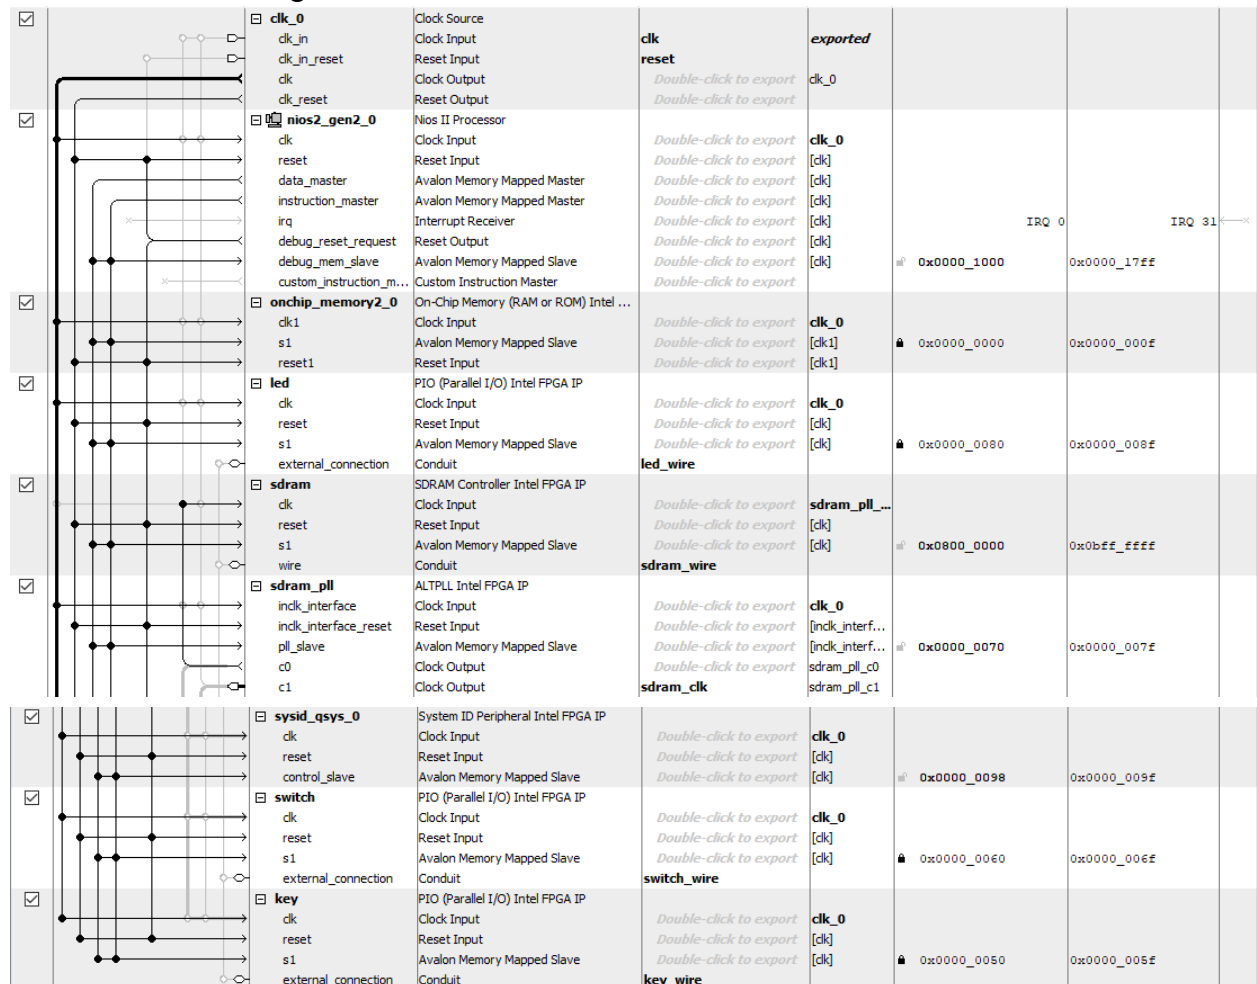 clk_0 Clock Source
clk_in Clock Input clk exported
clk_in_reset Reset Input reset
clk Clock Output Double-click to export clk_0
clk_reset Reset Output Double-click to export
nios2_gen2_0 Nios II Processor
clk Clock Input Double-click to export clk_0
reset Reset Input Double-click to export [clk]
data_master Avalon Memory Mapped Master Double-click to export [clk]
instruction_master Avalon Memory Mapped Master Double-click to export [clk]
irq Interrupt Receiver Double-click to export [clk] IRQ 0 IRQ 31
debug_reset_request Reset Output Double-click to export [clk]
debug_mem_slave Avalon Memory Mapped Slave Double-click to export [clk] 0x0000_1000 0x0000_17ff
custom_instruction_m... Custom Instruction Master Double-click to export
onchip_memory2_0 On-Chip Memory (RAM or ROM) Intel ...
clk1 Clock Input Double-click to export clk_0
s1 Avalon Memory Mapped Slave Double-click to export [clk1] 0x0000_0000 0x0000_000f
reset1 Reset Input Double-click to export [clk1]
led PIO (Parallel I/O) Intel FPGA IP
clk Clock Input Double-click to export clk_0
reset Reset Input Double-click to export [clk]
s1 Avalon Memory Mapped Slave Double-click to export [clk] 0x0000_0080 0x0000_008f
external_connection Conduit led_wire
sdram SDRAM Controller Intel FPGA IP
clk Clock Input Double-click to export sdram_pll_...
reset Reset Input Double-click to export [clk]
s1 Avalon Memory Mapped Slave Double-click to export [clk] 0x0800_0000 0x0bff_ffff
wire Conduit sdram_wire
sdram_pll ALTPLL Intel FPGA IP
inclk_interface Clock Input Double-click to export clk_0
inclk_interface_reset Reset Input Double-click to export [inclk_interf...
pll_slave Avalon Memory Mapped Slave Double-click to export [inclk_interf... 0x0000_0070 0x0000_007f
c0 Clock Output Double-click to export sdram_pll_c0
c1 Clock Output sdram_clk sdram_pll_c1
sysid_qsys_0 System ID Peripheral Intel FPGA IP
clk Clock Input Double-click to export clk_0
reset Reset Input Double-click to export [clk]
control_slave Avalon Memory Mapped Slave Double-click to export [clk] 0x0000_0098 0x0000_009f
switch PIO (Parallel I/O) Intel FPGA IP
clk Clock Input Double-click to export clk_0
reset Reset Input Double-click to export [clk]
s1 Avalon Memory Mapped Slave Double-click to export [clk] 0x0000_0060 0x0000_006f
external_connection Conduit switch_wire
key PIO (Parallel I/O) Intel FPGA IP
clk Clock Input Double-click to export clk_0
reset Reset Input Double-click to export [clk]
s1 Avalon Memory Mapped Slave Double-click to export [clk] 0x0000_0050 0x0000_005f
external_connection Conduit key_wire